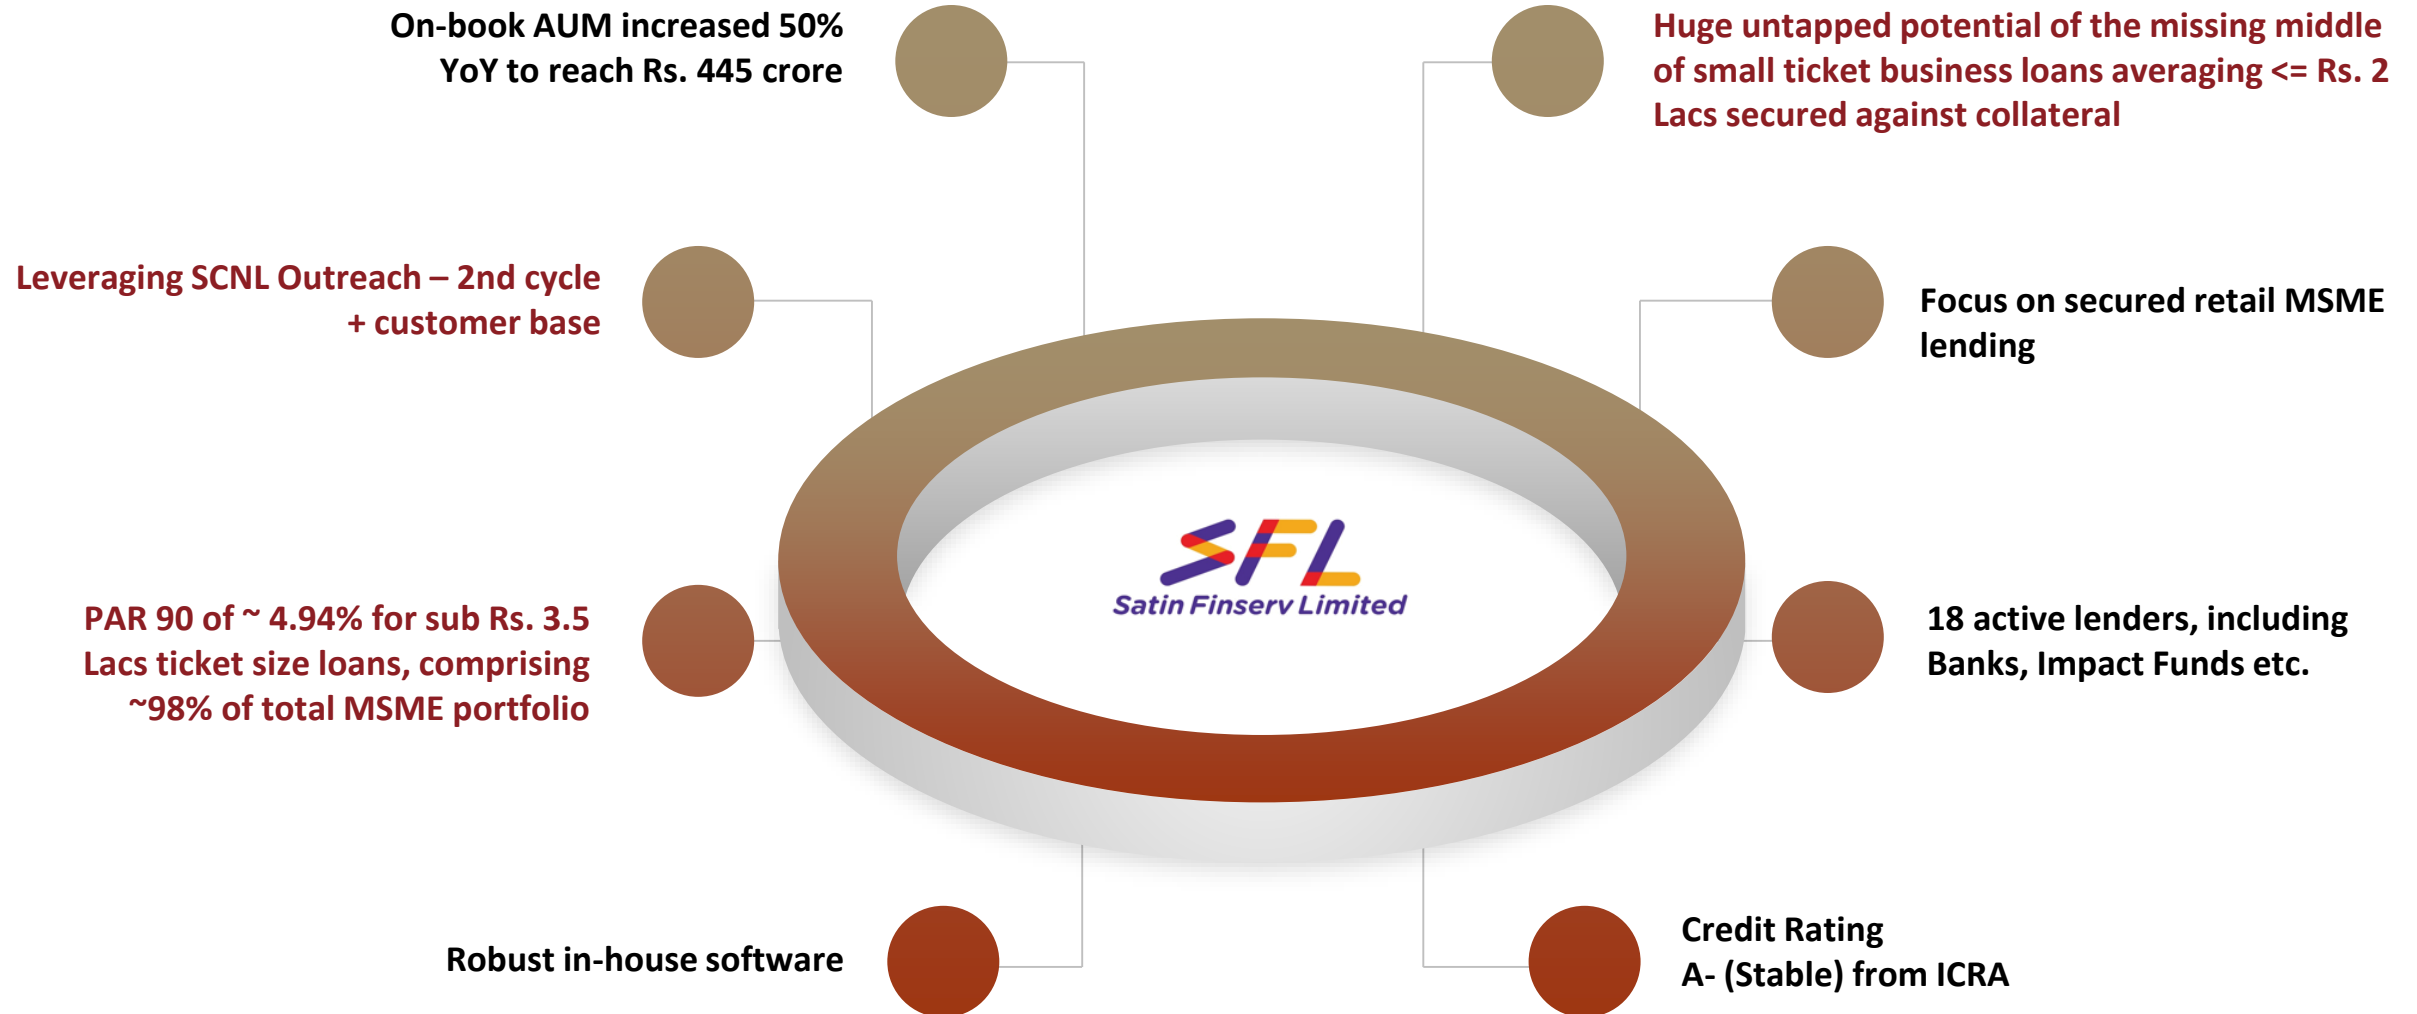 On-book AUM increased 50%
YoY to reach Rs. 445 crore
Huge untapped potential of the missing middle
of small ticket business loans averaging <= Rs. 2
Lacs secured against collateral
Leveraging SCNL Outreach – 2nd cycle
+ customer base
Focus on secured retail MSME
lending
SFL
Satin Finserv Limited
PAR 90 of ~ 4.94% for sub Rs. 3.5
Lacs ticket size loans, comprising
~98% of total MSME portfolio
18 active lenders, including
Banks, Impact Funds etc.
Robust in-house software
Credit Rating
A- (Stable) from ICRA